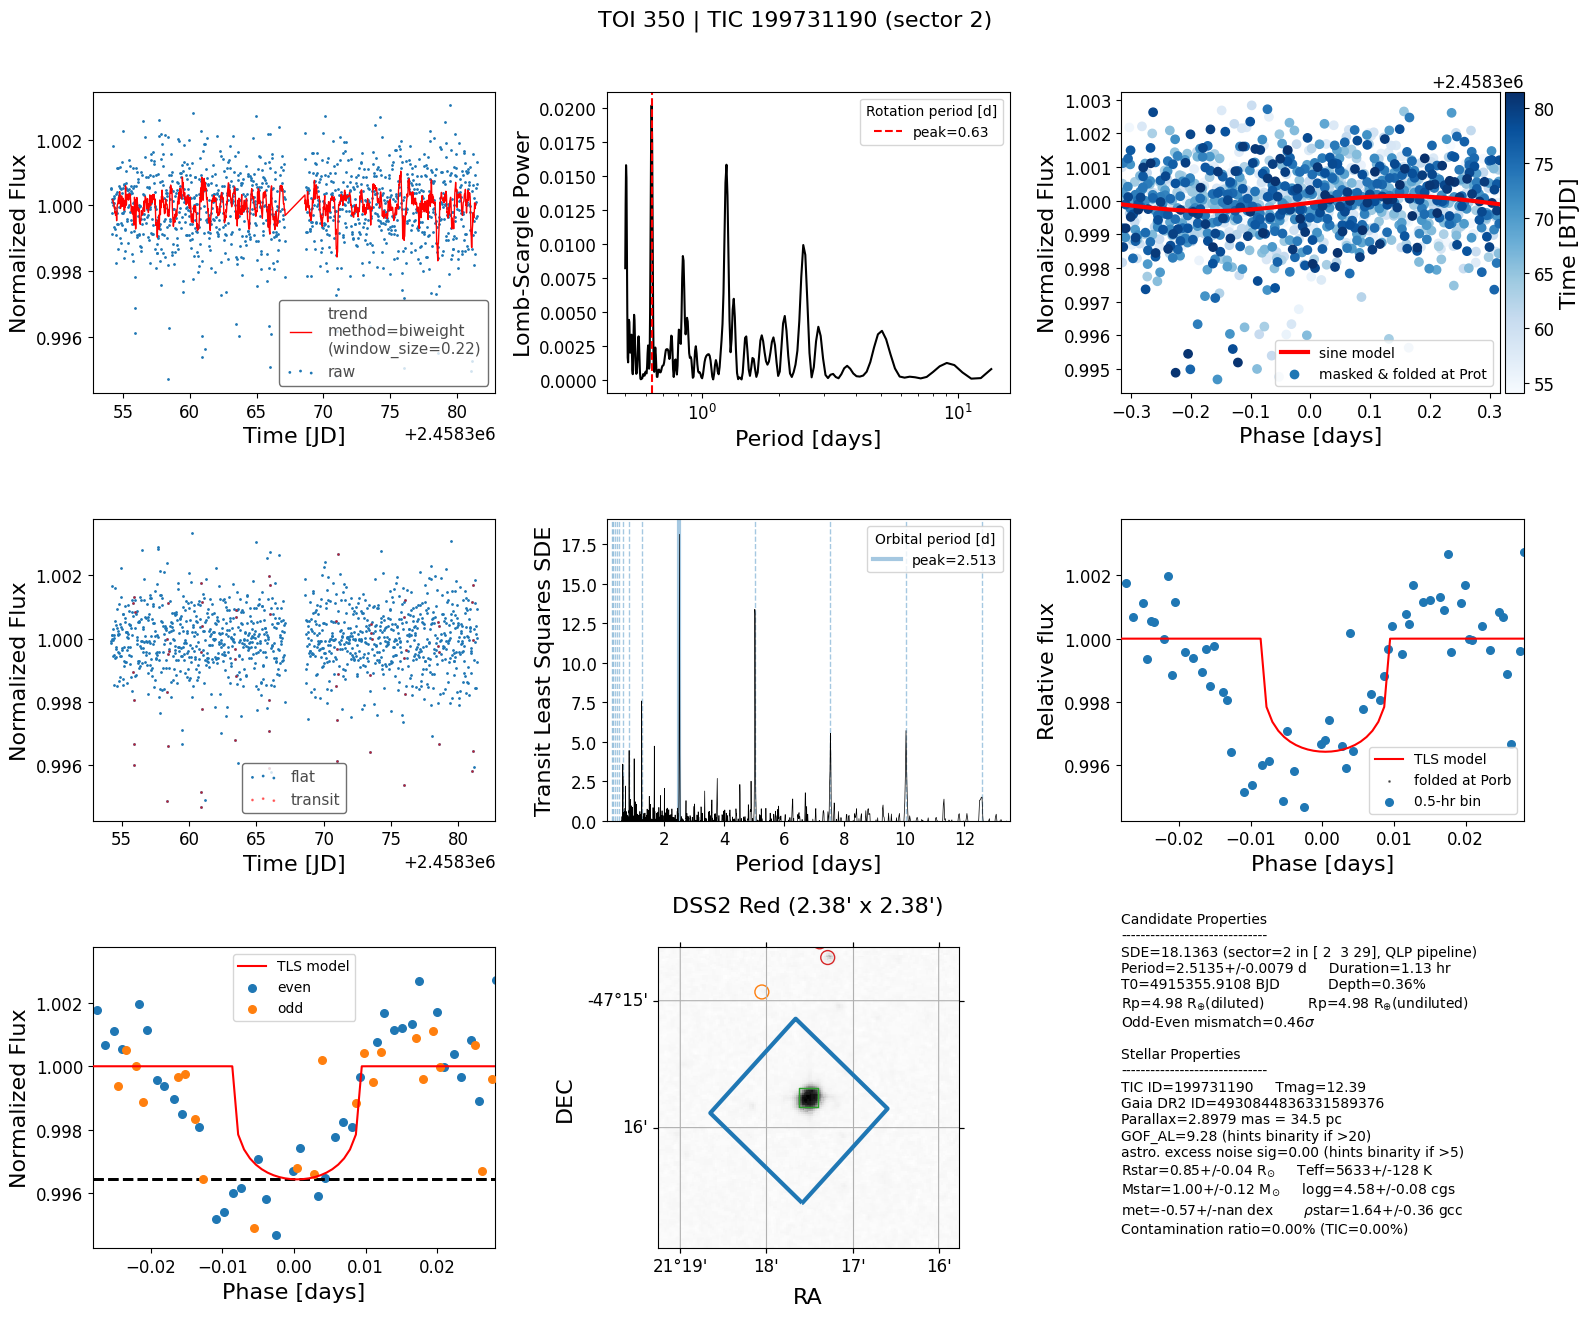 TOI 350 | TIC 199731190 (sector 2)
Normalized Flux
1.002
1.000
0.998
0.996
trend
method=biweight
(window_size=0.22)
raw
55 60 65 70 75 80
Time [JD]
+2.4583e6
Lomb-Scargle Power
0.0200
0.0175
0.0150
0.0125
0.0100
0.0075
0.0050
0.0025
0.0000
Rotation period [d]
peak=0.63
10⁰ 10¹
Period [days]
+2.4583e6
Normalized Flux
1.003
1.002
1.001
1.000
0.999
0.998
0.997
0.996
0.995
sine model
masked & folded at Prot
−0.3 −0.2 −0.1 0.0 0.1 0.2 0.3
Phase [days]
80
75
70
65
60
55
Time [BTJD]
Normalized Flux
1.002
1.000
0.998
0.996
flat
transit
55 60 65 70 75 80
Time [JD]
+2.4583e6
Transit Least Squares SDE
17.5
15.0
12.5
10.0
7.5
5.0
2.5
0.0
Orbital period [d]
peak=2.513
2 4 6 8 10 12
Period [days]
Relative flux
1.002
1.000
0.998
0.996
TLS model
folded at Porb
0.5-hr bin
−0.02 −0.01 0.00 0.01 0.02
Phase [days]
Normalized Flux
1.002
1.000
0.998
0.996
TLS model
even
odd
−0.02 −0.01 0.00 0.01 0.02
Phase [days]
DSS2 Red (2.38' x 2.38')
DEC
-47°15'
16'
21°19' 18' 17' 16'
RA
Candidate Properties
------------------------------
SDE=18.1363 (sector=2 in [ 2  3 29], QLP pipeline)
Period=2.5135+/-0.0079 d Duration=1.13 hr
T0=4915355.9108 BJD Depth=0.36%
Rp=4.98 R⊕(diluted) Rp=4.98 R⊕(undiluted)
Odd-Even mismatch=0.46σ
Stellar Properties
------------------------------
TIC ID=199731190 Tmag=12.39
Gaia DR2 ID=4930844836331589376
Parallax=2.8979 mas = 34.5 pc
GOF_AL=9.28 (hints binarity if >20)
astro. excess noise sig=0.00 (hints binarity if >5)
Rstar=0.85+/-0.04 R⊙ Teff=5633+/-128 K
Mstar=1.00+/-0.12 M⊙ logg=4.58+/-0.08 cgs
met=-0.57+/-nan dex ρstar=1.64+/-0.36 gcc
Contamination ratio=0.00% (TIC=0.00%)